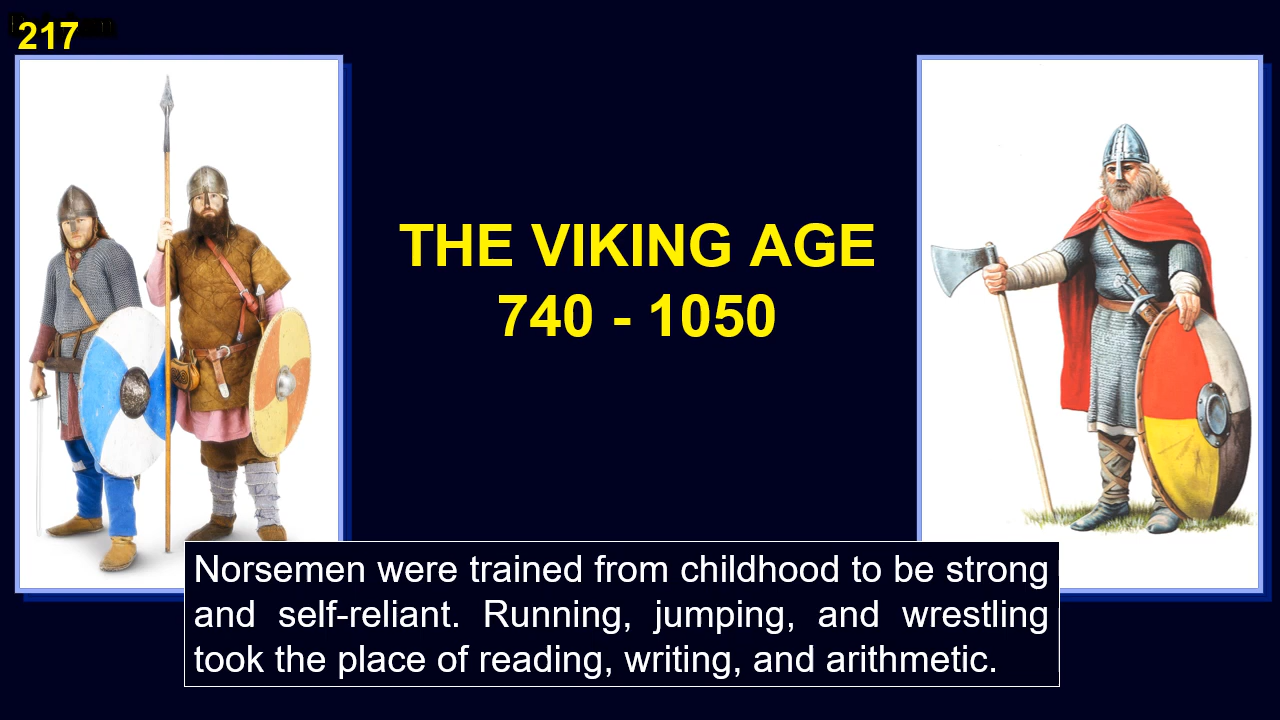 217
THE VIKING AGE
740 - 1050
Norsemen were trained from childhood to be strong
and self-reliant. Running, jumping, and wrestling
took the place of reading, writing, and arithmetic.